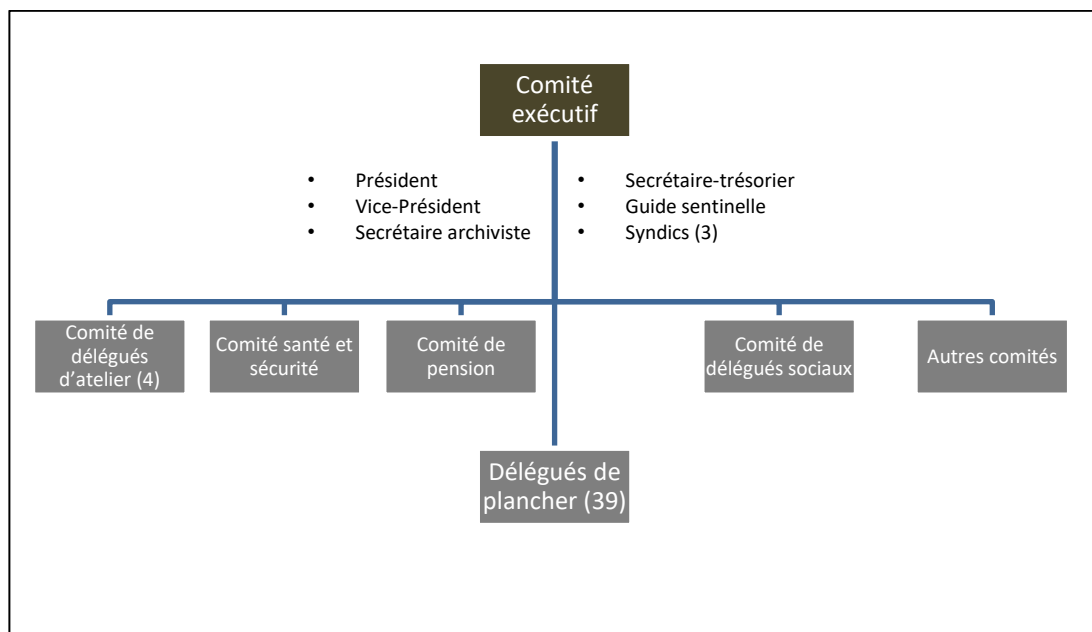 Comité
exécutif
• Président
• Vice-Président
• Secrétaire archiviste
• Secrétaire-trésorier
• Guide sentinelle
• Syndics (3)
Comité de
délégués
d’atelier (4)
Comité santé et
sécurité
Comité de
pension
Comité de
délégués sociaux
Autres comités
Délégués de
plancher (39)